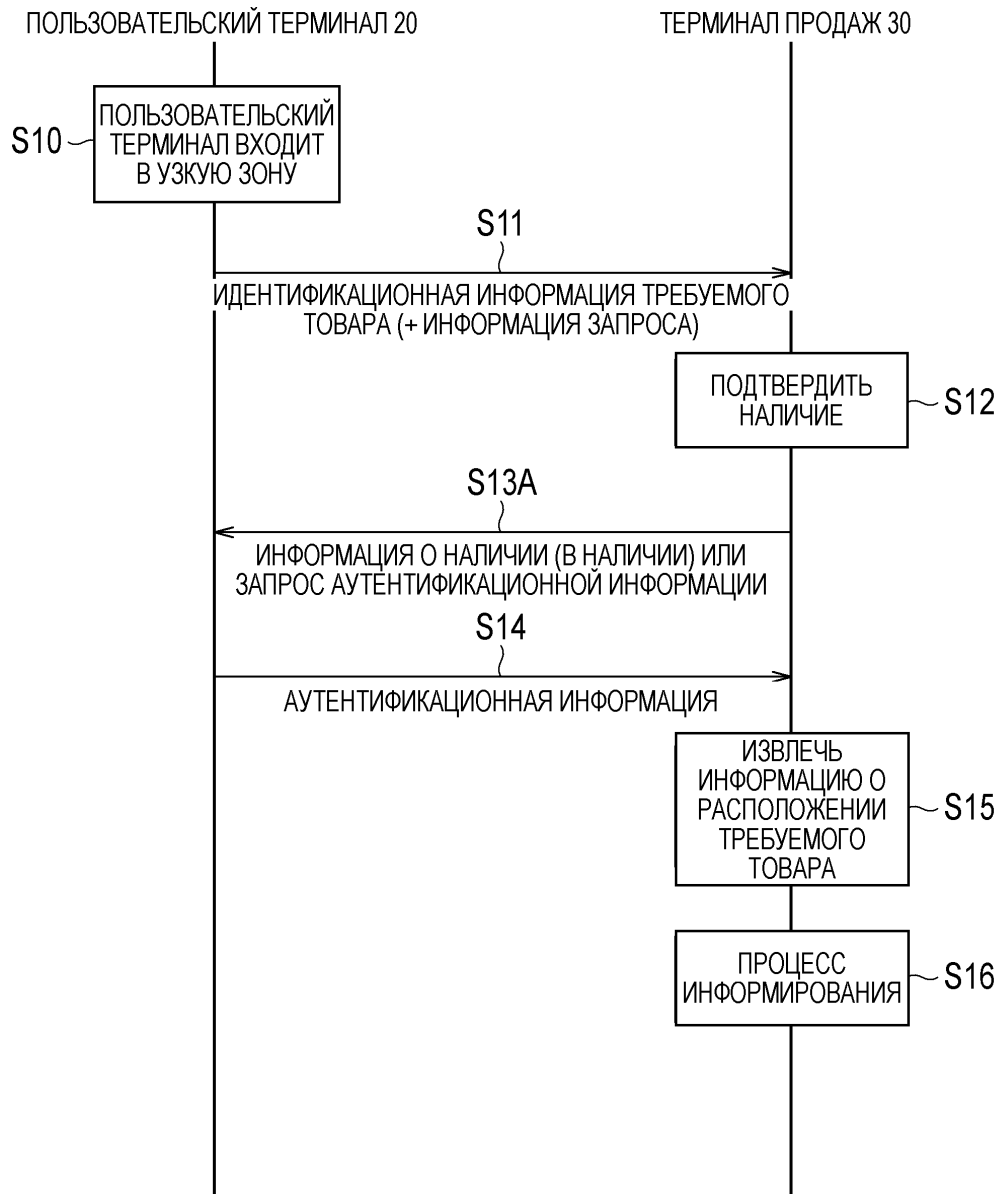 ПОЛЬЗОВАТЕЛЬСКИЙ ТЕРМИНАЛ 20
ТЕРМИНАЛ ПРОДАЖ 30
S10
ПОЛЬЗОВАТЕЛЬСКИЙ
ТЕРМИНАЛ ВХОДИТ
В УЗКУЮ ЗОНУ
S11
ИДЕНТИФИКАЦИОННАЯ ИНФОРМАЦИЯ ТРЕБУЕМОГО
ТОВАРА (+ ИНФОРМАЦИЯ ЗАПРОСА)
ПОДТВЕРДИТЬ
НАЛИЧИЕ
S12
S13A
ИНФОРМАЦИЯ О НАЛИЧИИ (В НАЛИЧИИ) ИЛИ
ЗАПРОС АУТЕНТИФИКАЦИОННОЙ ИНФОРМАЦИИ
S14
АУТЕНТИФИКАЦИОННАЯ ИНФОРМАЦИЯ
ИЗВЛЕЧЬ
ИНФОРМАЦИЮ О
РАСПОЛОЖЕНИИ
ТРЕБУЕМОГО
ТОВАРА
S15
ПРОЦЕСС
ИНФОРМИРОВАНИЯ
S16